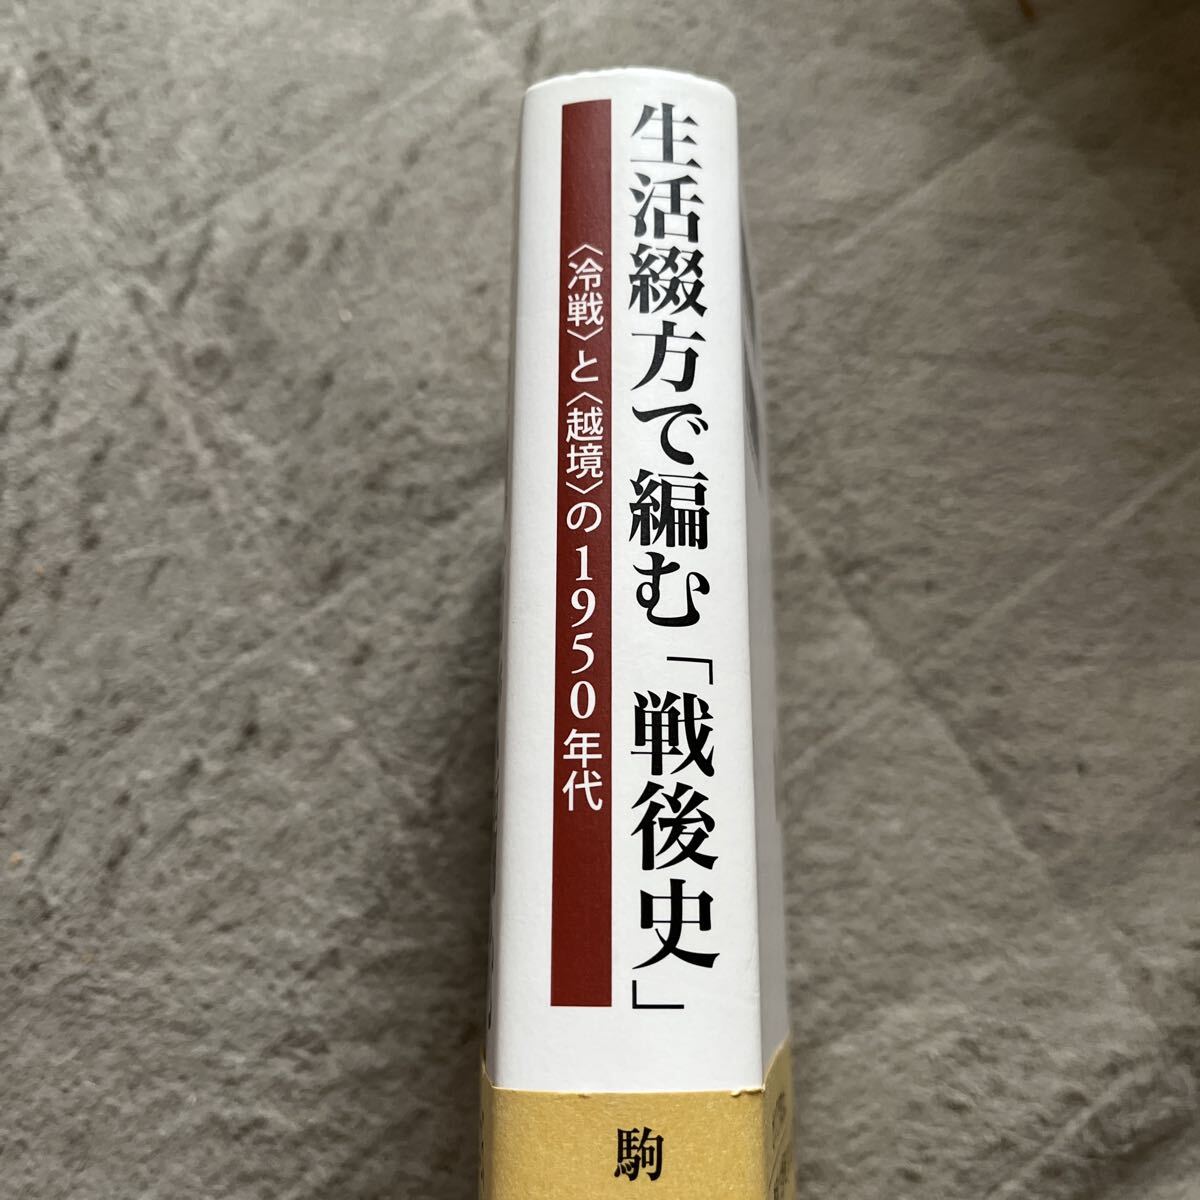 生活綴方で編む「戦後史」
〈冷戦〉と〈越境〉の1950年代
駒